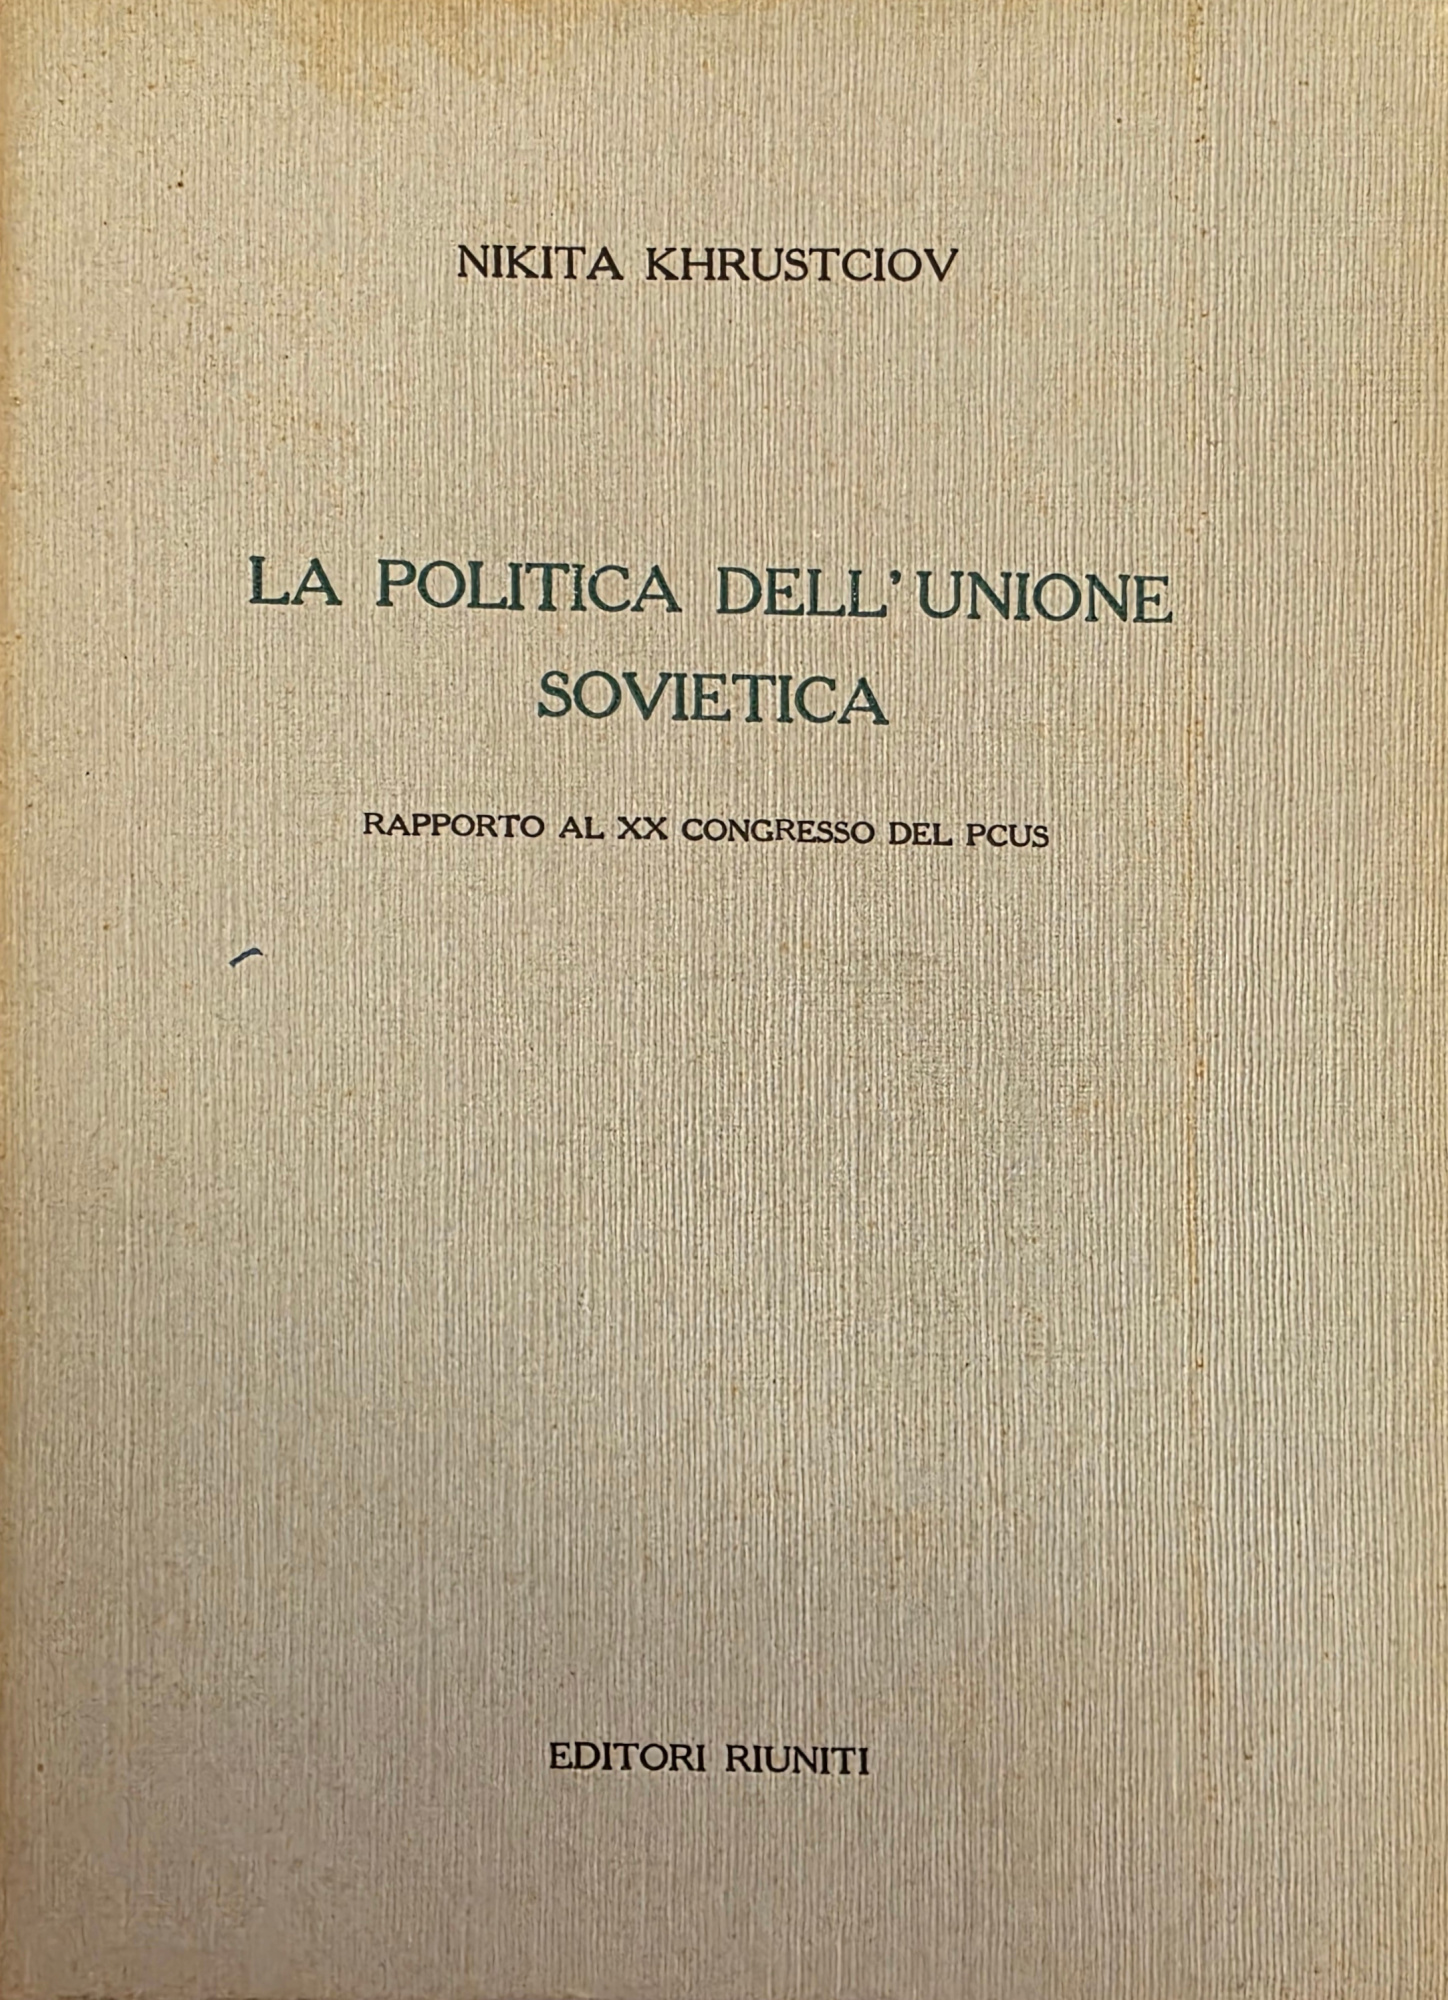 NIKITA KHRUSTCIOV
LA POLITICA DELL'UNIONE
SOVIETICA
RAPPORTO AL XX CONGRESSO DEL PCUS
EDITORI RIUNITI